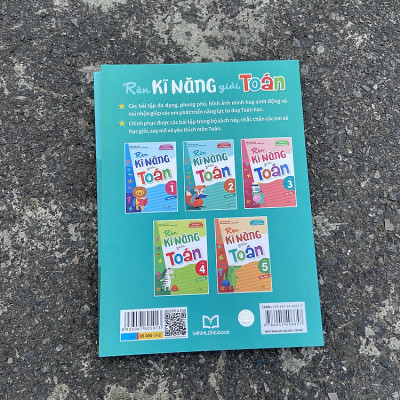 Rèn KĨ NĂNG giải Toán
Các bài tập đa dạng, phong phú, hình ảnh minh hoạ sinh động và
vui nhộn giúp các em phát triển năng lực tư duy Toán học.
Chinh phục được các bài tập trong bộ sách này, chắc chắn các em sẽ
học giỏi, say mê và yêu thích môn Toán.
Rèn
KĨ NĂNG
giải
Toán
1
Rèn
KĨ NĂNG
giải
Toán
2
Rèn
KĨ NĂNG
giải
Toán
3
Rèn
KĨ NĂNG
giải
Toán
4
Rèn
KĨ NĂNG
giải
Toán
5
MINHLONGbook